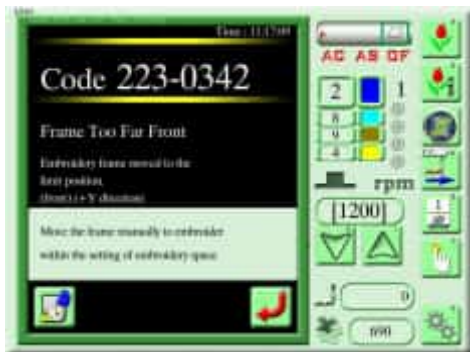 Time : 11:17:09
Code 223-0342
Frame Too Far Front
Embroidery frame moved to the
limit position.
(front) (+Y direction)
Move the frame manually to embroider
within the setting of embroidery space
AC AS OF
2
1
8
9
4
rpm
[1200]
1
0
690